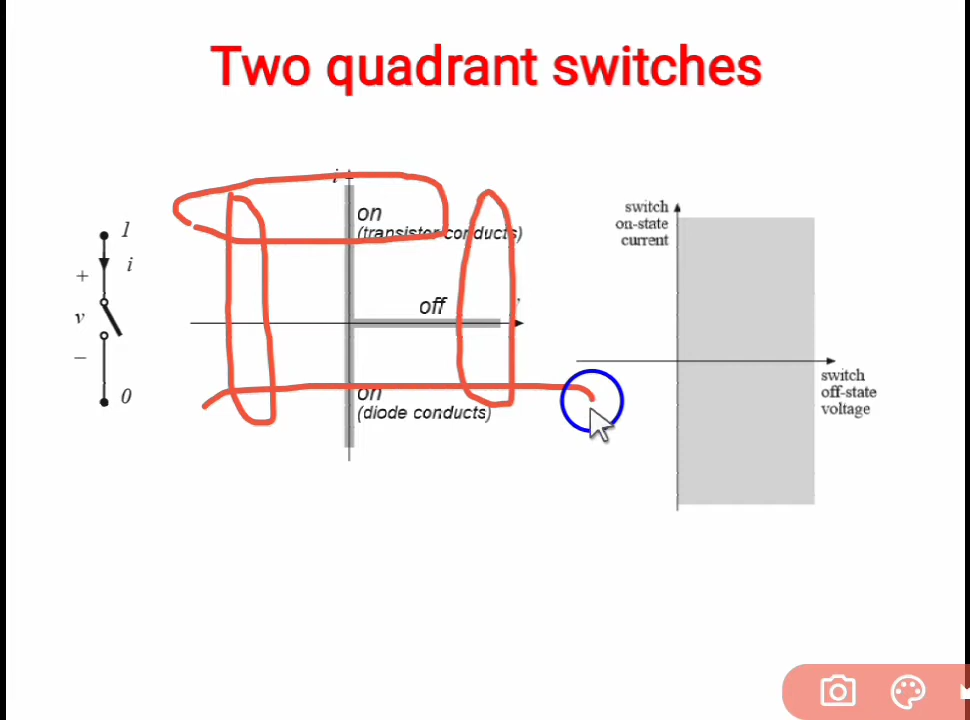 Two quadrant switches
1
i
+
v
−
0
i
on
(transistor conducts)
off
on
(diode conducts)
switch
on-state
current
switch
off-state
voltage